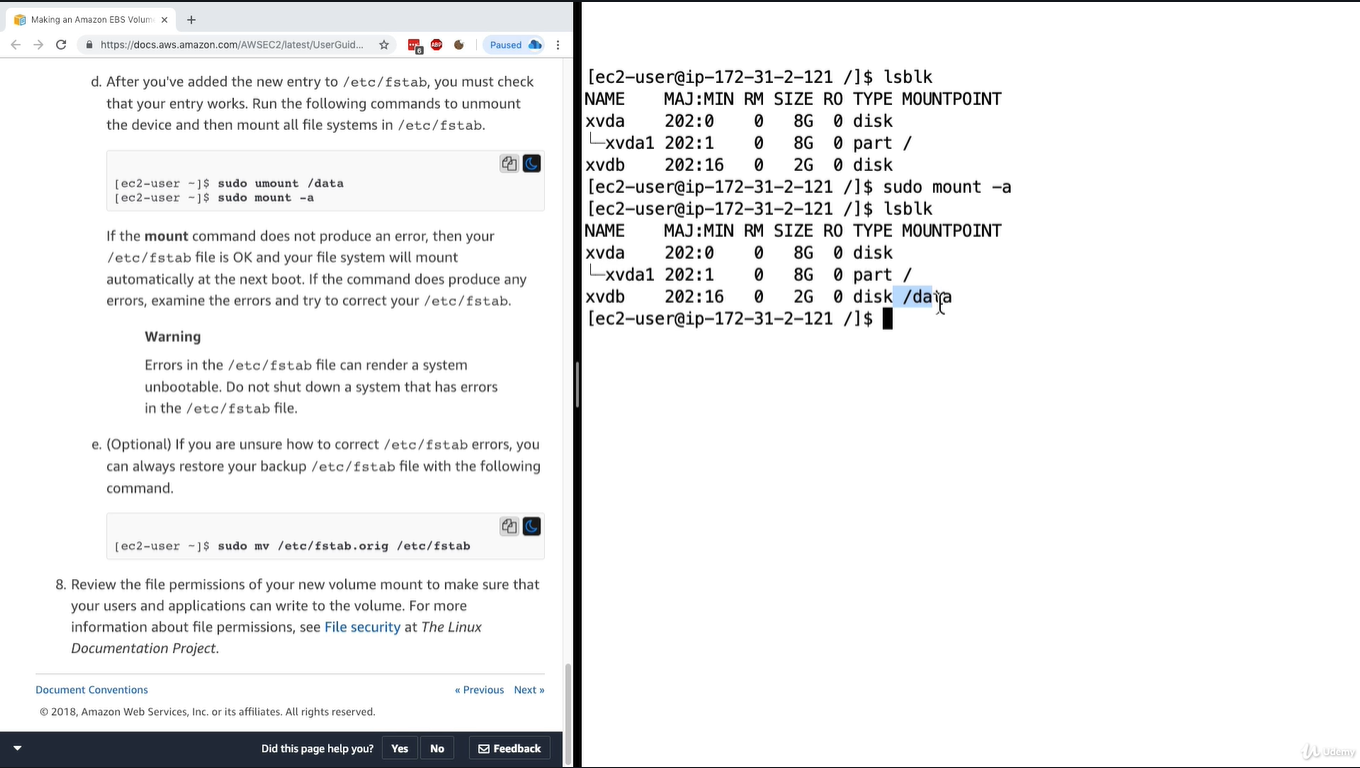 Making an Amazon EBS Volum
https://docs.aws.amazon.com/AWSEC2/latest/UserGuid...
6
ABP
Paused
d. After you've added the new entry to /etc/fstab, you must check
that your entry works. Run the following commands to unmount
the device and then mount all file systems in /etc/fstab.
[ec2-user ~]$ sudo umount /data
[ec2-user ~]$ sudo mount -a
If the mount command does not produce an error, then your
/etc/fstab file is OK and your file system will mount
automatically at the next boot. If the command does produce any
errors, examine the errors and try to correct your /etc/fstab.
Warning
Errors in the /etc/fstab file can render a system
unbootable. Do not shut down a system that has errors
in the /etc/fstab file.
e. (Optional) If you are unsure how to correct /etc/fstab errors, you
can always restore your backup /etc/fstab file with the following
command.
[ec2-user ~]$ sudo mv /etc/fstab.orig /etc/fstab
8. Review the file permissions of your new volume mount to make sure that
your users and applications can write to the volume. For more
information about file permissions, see File security at The Linux
Documentation Project.
Document Conventions
« Previous Next »
© 2018, Amazon Web Services, Inc. or its affiliates. All rights reserved.
Did this page help you? Yes No Feedback
[ec2-user@ip-172-31-2-121 /]$ lsblk
NAME MAJ:MIN RM SIZE RO TYPE MOUNTPOINT
xvda 202:0 0 8G 0 disk
└─xvda1 202:1 0 8G 0 part /
xvdb 202:16 0 2G 0 disk
[ec2-user@ip-172-31-2-121 /]$ sudo mount -a
[ec2-user@ip-172-31-2-121 /]$ lsblk
NAME MAJ:MIN RM SIZE RO TYPE MOUNTPOINT
xvda 202:0 0 8G 0 disk
└─xvda1 202:1 0 8G 0 part /
xvdb 202:16 0 2G 0 disk /data
[ec2-user@ip-172-31-2-121 /]$
Udemy